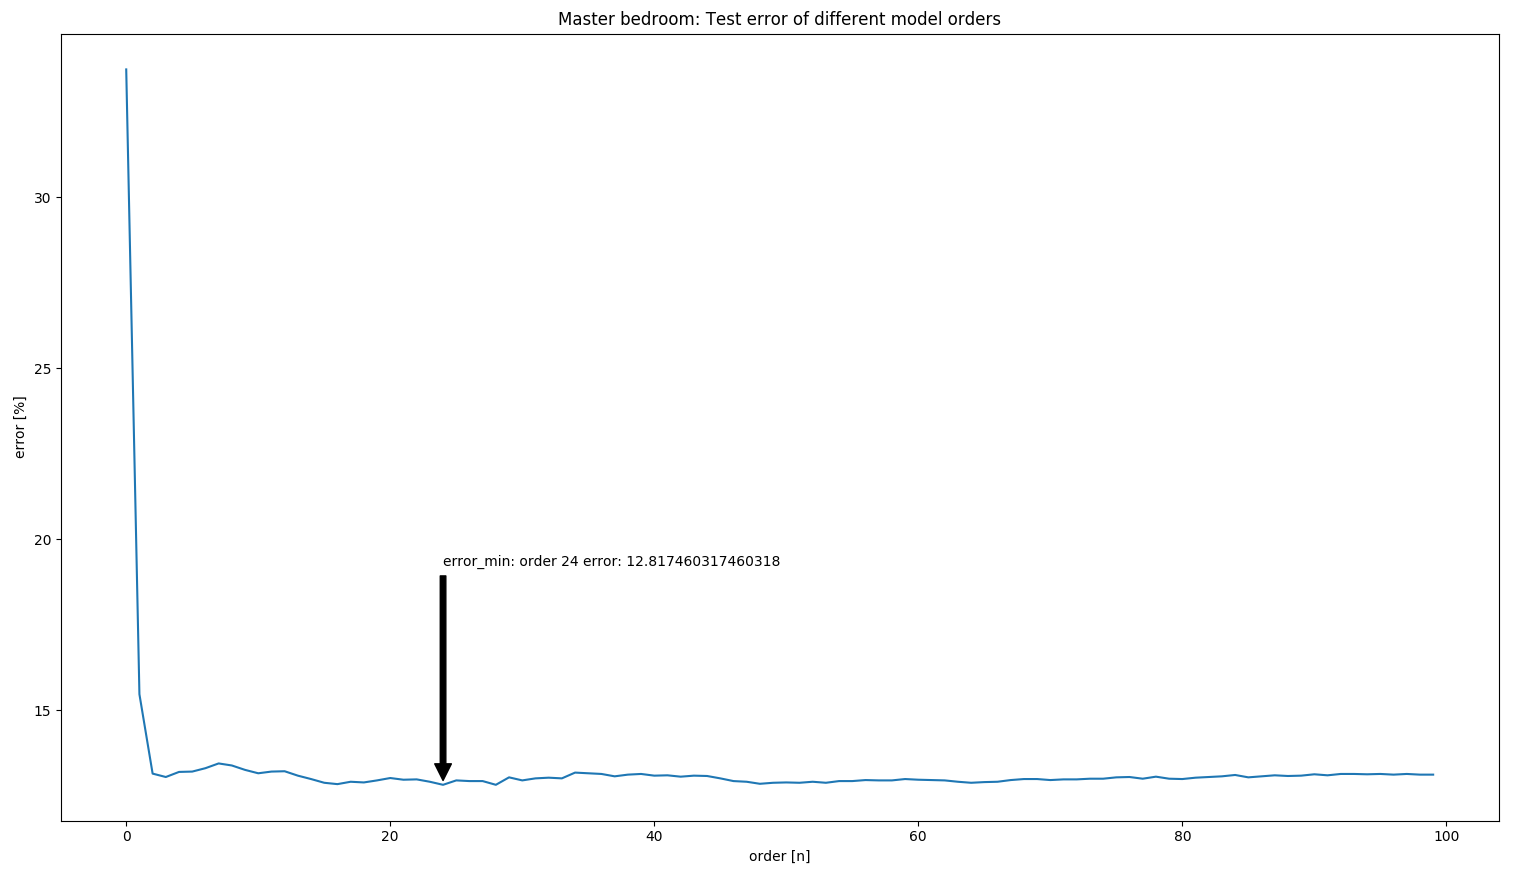 Master bedroom: Test error of different model orders
30
25
20
15
error [%]
error_min: order 24 error: 12.817460317460318
0 20 40 60 80 100
order [n]